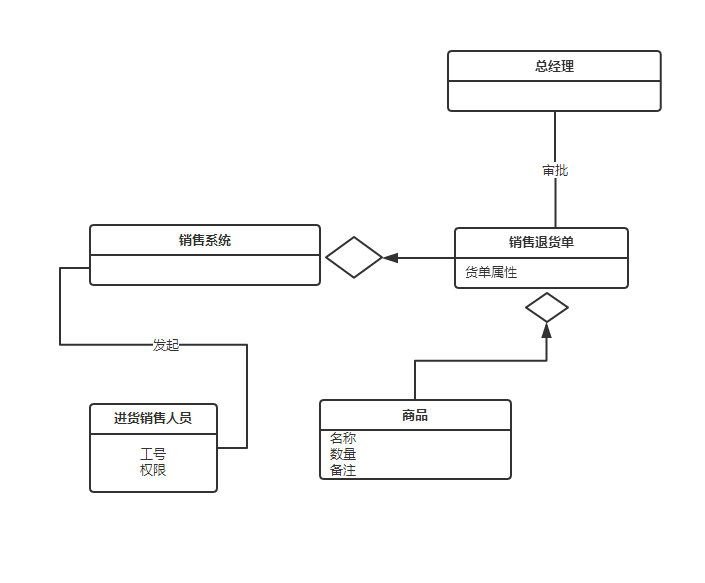 总经理
审批
销售系统
销售退货单
货单属性
发起
进货销售人员
工号
权限
商品
名称
数量
备注